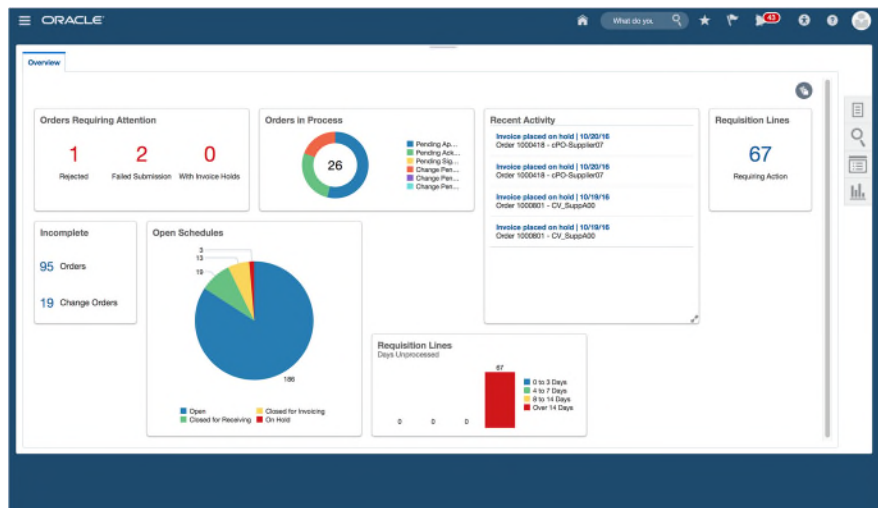 ORACLE
What do you
43
Overview
Orders Requiring Attention
1
2
0
Rejected
Failed Submission
With Invoice Holds
Orders in Process
26
Pending Ap...
Pending Ack...
Pending Sig...
Change Pen...
Change Pen...
Change Pen...
Recent Activity
Invoice placed on hold | 10/20/16
Order 1000418 - cPO-Supplier07
Invoice placed on hold | 10/20/16
Order 1000418 - cPO-Supplier07
Invoice placed on hold | 10/19/16
Order 1000801 - CV_SuppA00
Invoice placed on hold | 10/19/16
Order 1000801 - CV_SuppA00
Requisition Lines
67
Requiring Action
Incomplete
95 Orders
19 Change Orders
Open Schedules
3
13
19
186
Open
Closed for Invoicing
Closed for Receiving
On Hold
Requisition Lines
Days Unprocessed
67
0
0
0
0 to 3 Days
4 to 7 Days
8 to 14 Days
Over 14 Days